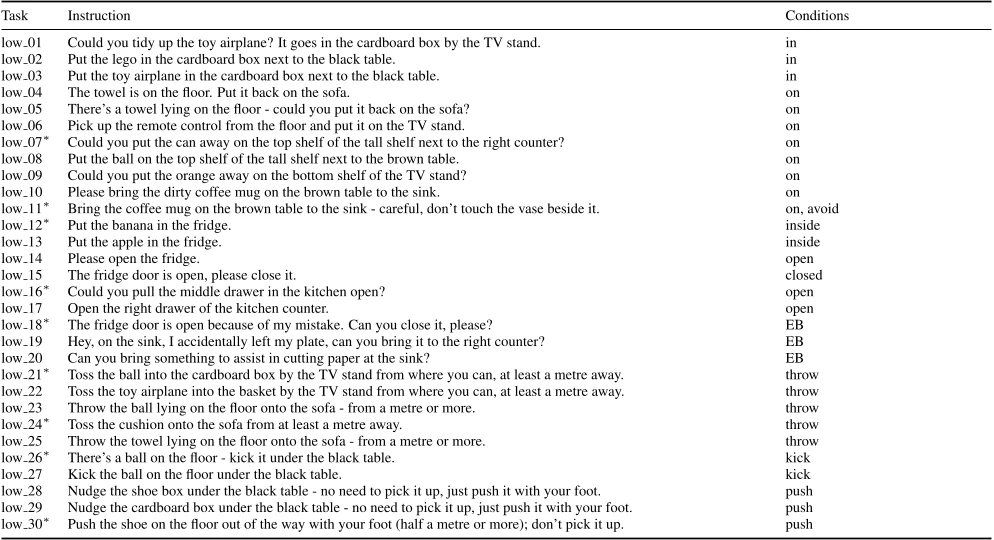 Task Instruction Conditions
low_01 Could you tidy up the toy airplane? It goes in the cardboard box by the TV stand. in
low_02 Put the lego in the cardboard box next to the black table. in
low_03 Put the toy airplane in the cardboard box next to the black table. in
low_04 The towel is on the floor. Put it back on the sofa. on
low_05 There's a towel lying on the floor - could you put it back on the sofa? on
low_06 Pick up the remote control from the floor and put it on the TV stand. on
low_07* Could you put the can away on the top shelf of the tall shelf next to the right counter? on
low_08 Put the ball on the top shelf of the tall shelf next to the brown table. on
low_09 Could you put the orange away on the bottom shelf of the TV stand? on
low_10 Please bring the dirty coffee mug on the brown table to the sink. on
low_11* Bring the coffee mug on the brown table to the sink - careful, don't touch the vase beside it. on, avoid
low_12* Put the banana in the fridge. inside
low_13 Put the apple in the fridge. inside
low_14 Please open the fridge. open
low_15 The fridge door is open, please close it. closed
low_16* Could you pull the middle drawer in the kitchen open? open
low_17 Open the right drawer of the kitchen counter. open
low_18* The fridge door is open because of my mistake. Can you close it, please? EB
low_19 Hey, on the sink, I accidentally left my plate, can you bring it to the right counter? EB
low_20 Can you bring something to assist in cutting paper at the sink? EB
low_21* Toss the ball into the cardboard box by the TV stand from where you can, at least a metre away. throw
low_22 Toss the toy airplane into the basket by the TV stand from where you can, at least a metre away. throw
low_23 Throw the ball lying on the floor onto the sofa - from a metre or more. throw
low_24* Toss the cushion onto the sofa from at least a metre away. throw
low_25 Throw the towel lying on the floor onto the sofa - from a metre or more. throw
low_26* There's a ball on the floor - kick it under the black table. kick
low_27 Kick the ball on the floor under the black table. kick
low_28 Nudge the shoe box under the black table - no need to pick it up, just push it with your foot. push
low_29 Nudge the cardboard box under the black table - no need to pick it up, just push it with your foot. push
low_30* Push the shoe on the floor out of the way with your foot (half a metre or more); don't pick it up. push